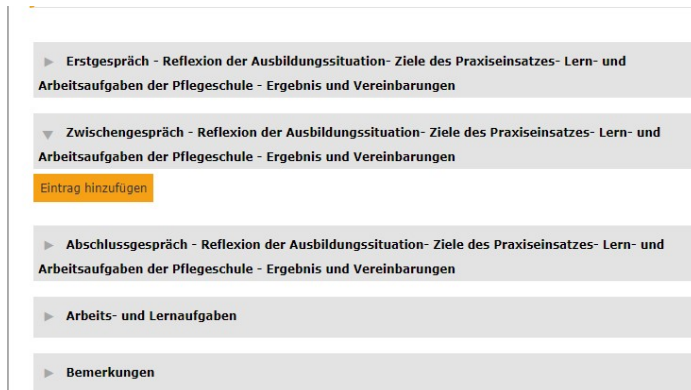 Erstgespräch - Reflexion der Ausbildungssituation- Ziele des Praxiseinsatzes- Lern- und
Arbeitsaufgaben der Pflegeschule - Ergebnis und Vereinbarungen
Zwischengespräch - Reflexion der Ausbildungssituation- Ziele des Praxiseinsatzes- Lern- und
Arbeitsaufgaben der Pflegeschule - Ergebnis und Vereinbarungen
Eintrag hinzufügen
Abschlussgespräch - Reflexion der Ausbildungssituation- Ziele des Praxiseinsatzes- Lern- und
Arbeitsaufgaben der Pflegeschule - Ergebnis und Vereinbarungen
Arbeits- und Lernaufgaben
Bemerkungen